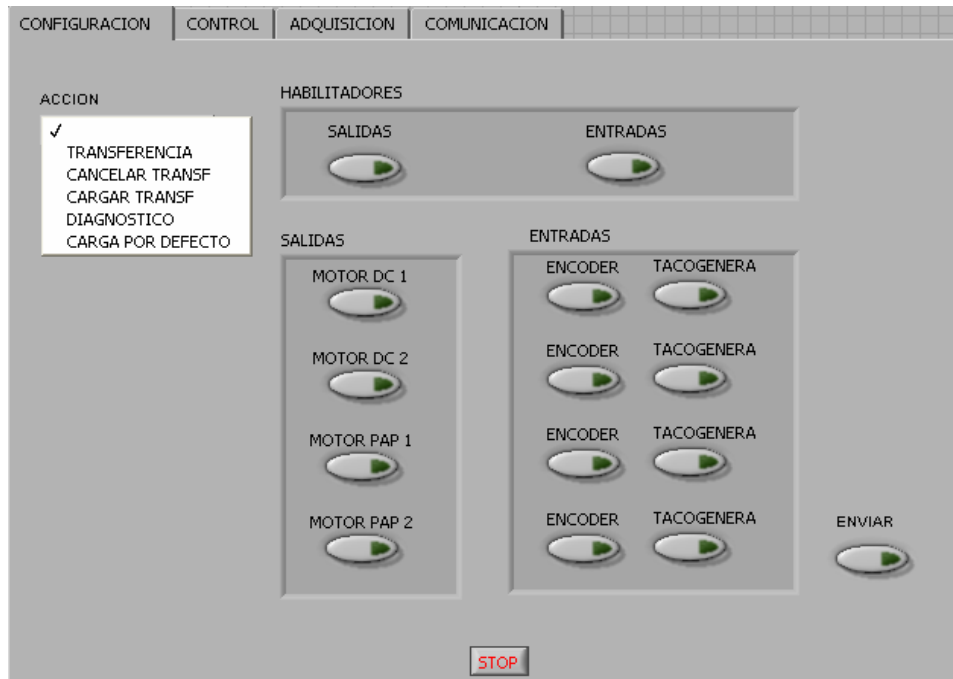 CONFIGURACION CONTROL ADQUISICION COMUNICACION
ACCION
TRANSFERENCIA
CANCELAR TRANSF
CARGAR TRANSF
DIAGNOSTICO
CARGA POR DEFECTO
HABILITADORES
SALIDAS ENTRADAS
SALIDAS
MOTOR DC 1
MOTOR DC 2
MOTOR PAP 1
MOTOR PAP 2
ENTRADAS
ENCODER TACOGENERA
ENCODER TACOGENERA
ENCODER TACOGENERA
ENCODER TACOGENERA
ENVIAR
STOP